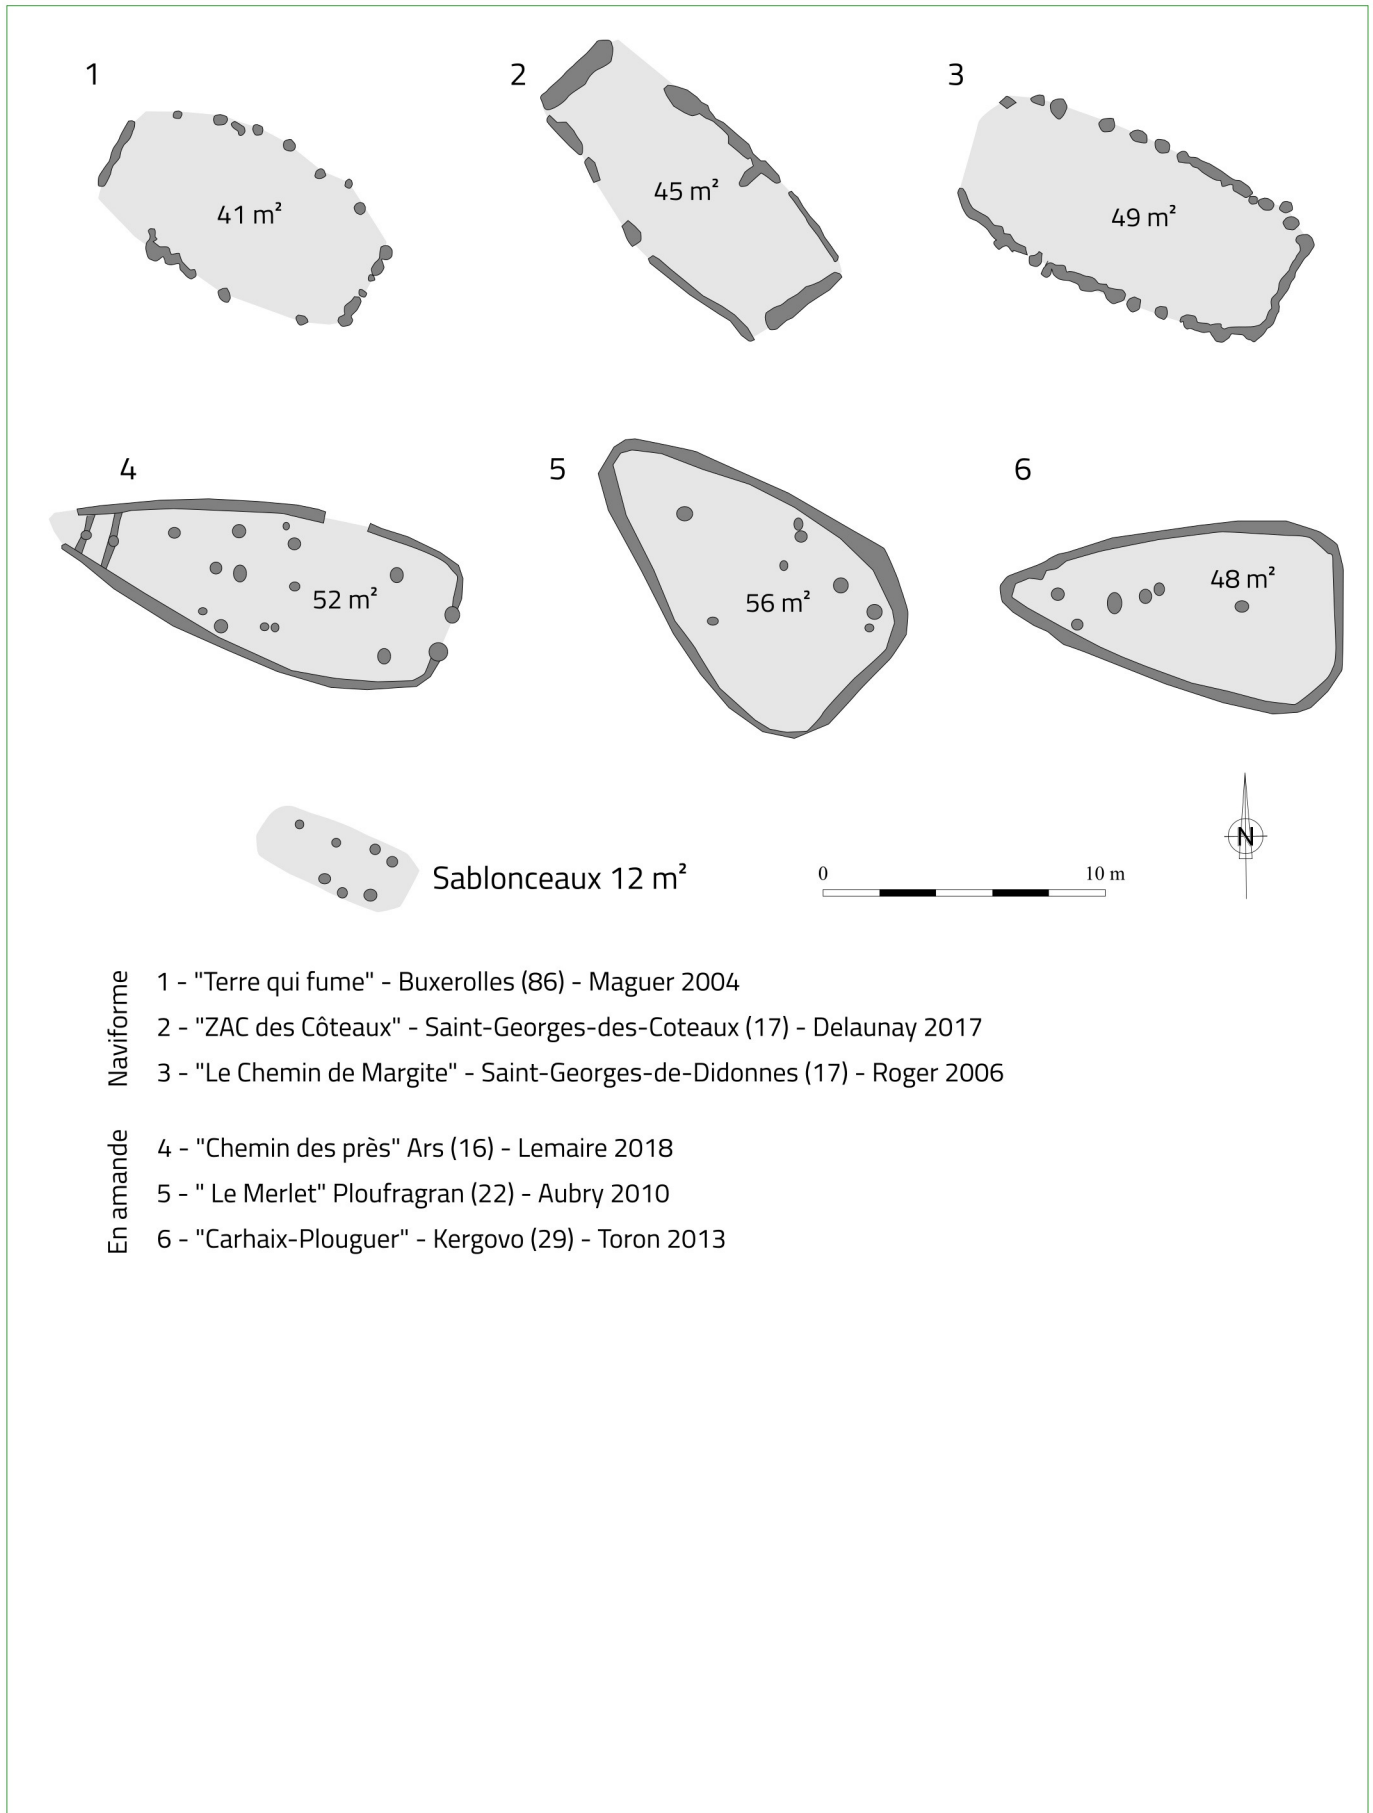 1
2
3
41 m²
45 m²
49 m²
4
5
6
52 m²
56 m²
48 m²
Sablonceaux 12 m²
0
10 m
N
Naviforme
1 - "Terre qui fume" - Buxerolles (86) - Maguer 2004
2 - "ZAC des Côteaux" - Saint-Georges-des-Coteaux (17) - Delaunay 2017
3 - "Le Chemin de Margite" - Saint-Georges-de-Didonnes (17) - Roger 2006
En amande
4 - "Chemin des près" Ars (16) - Lemaire 2018
5 - " Le Merlet" Ploufragran (22) - Aubry 2010
6 - "Carhaix-Plouguer" - Kergovo (29) - Toron 2013